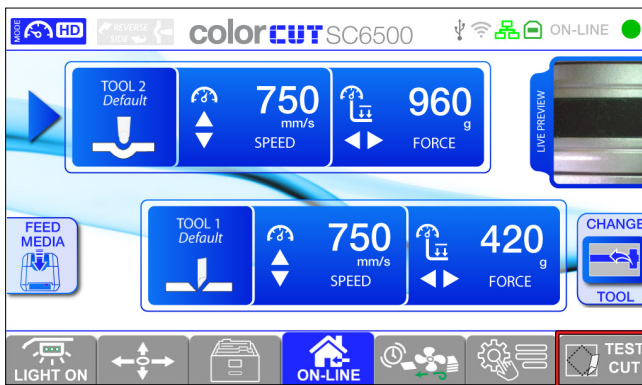 MODE
HD
REVERSE
SIDE
colorCUT SC6500
ON-LINE
TOOL 2
Default
750
mm/s
SPEED
960
g
FORCE
LIVE PREVIEW
FEED
MEDIA
TOOL 1
Default
750
mm/s
SPEED
420
g
FORCE
CHANGE
TOOL
LIGHT ON
ON-LINE
TEST
CUT